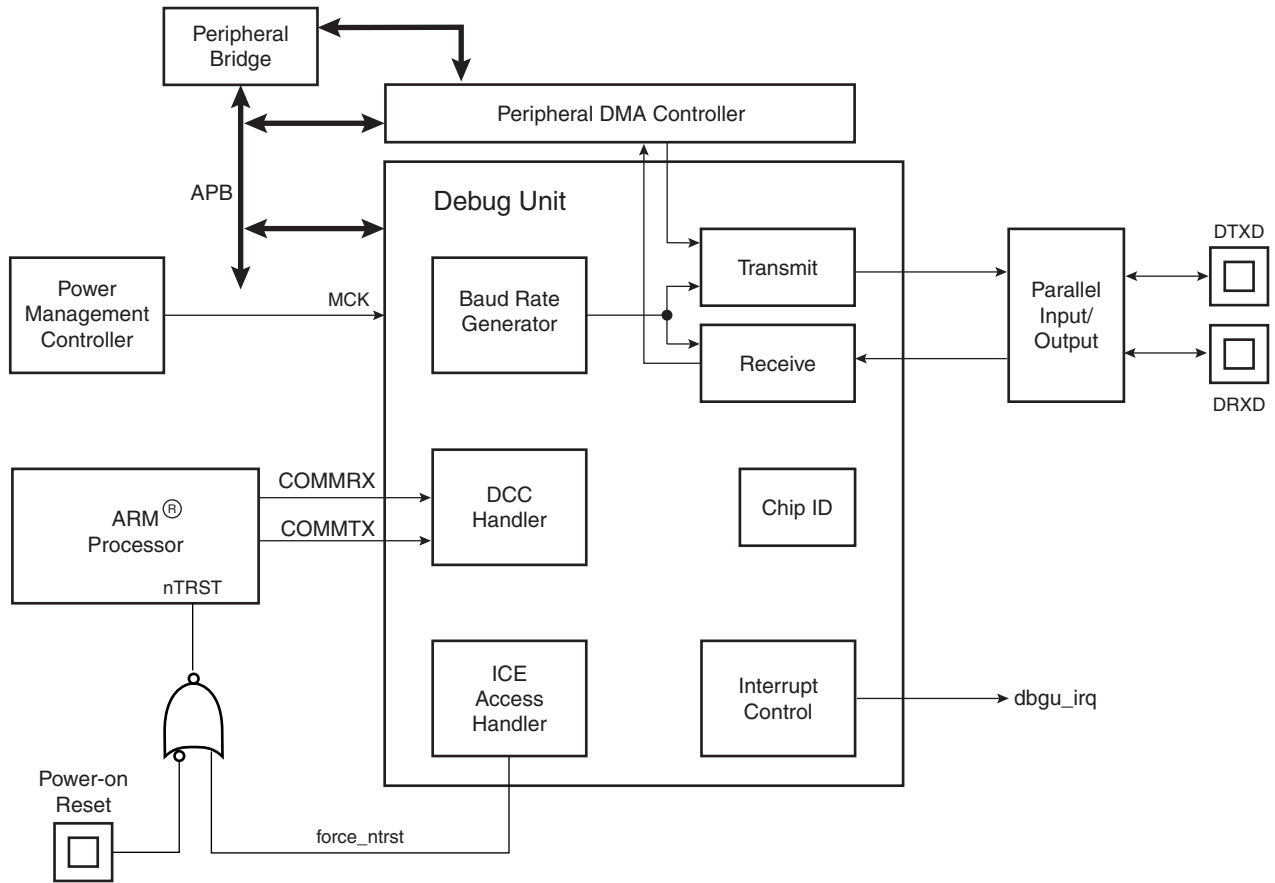 Peripheral
Bridge
Peripheral DMA Controller
APB
Debug Unit
Power
Management
Controller
MCK
Baud Rate
Generator
Transmit
Receive
Parallel
Input/
Output
DTXD
DRXD
ARM®
Processor
nTRST
COMMRX
COMMTX
DCC
Handler
Chip ID
ICE
Access
Handler
Interrupt
Control
dbgu_irq
Power-on
Reset
force_ntrst